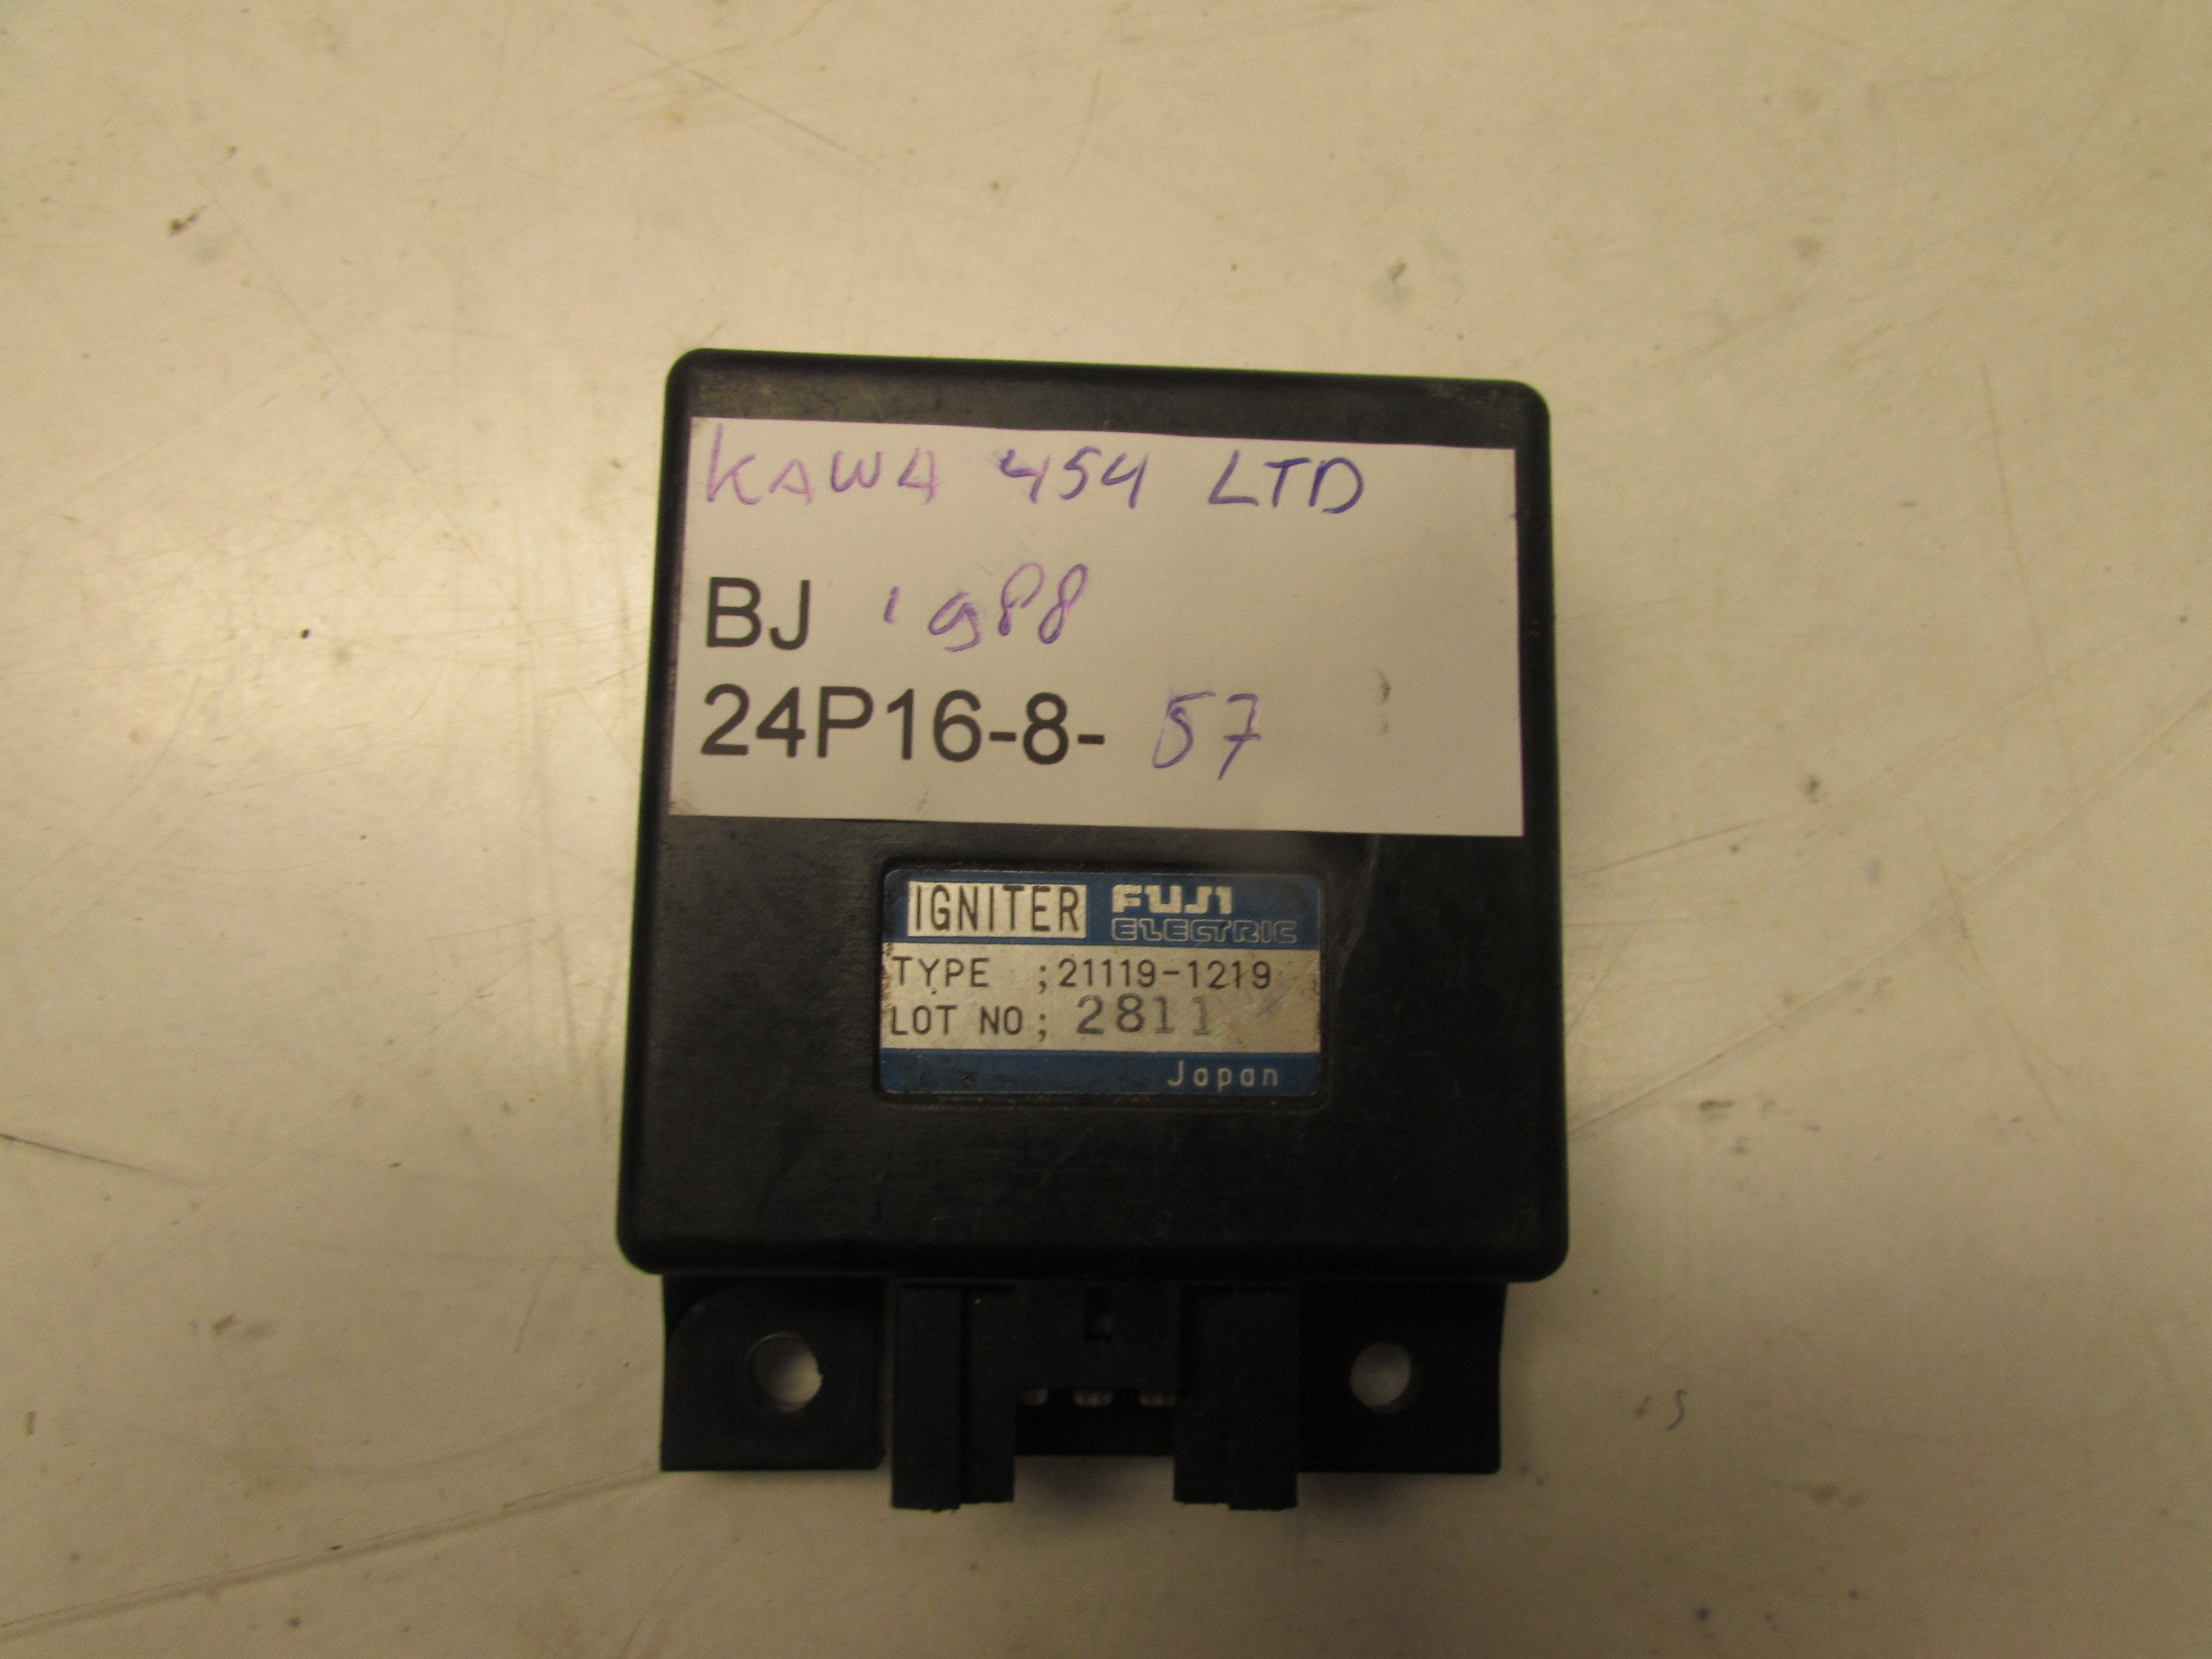 KAWA 454 LTD
BJ 1988
24P16-8- 57
IGNITER FUJI
ELECTRIC
TYPE ;21119-1219
LOT NO; 2811
Japan